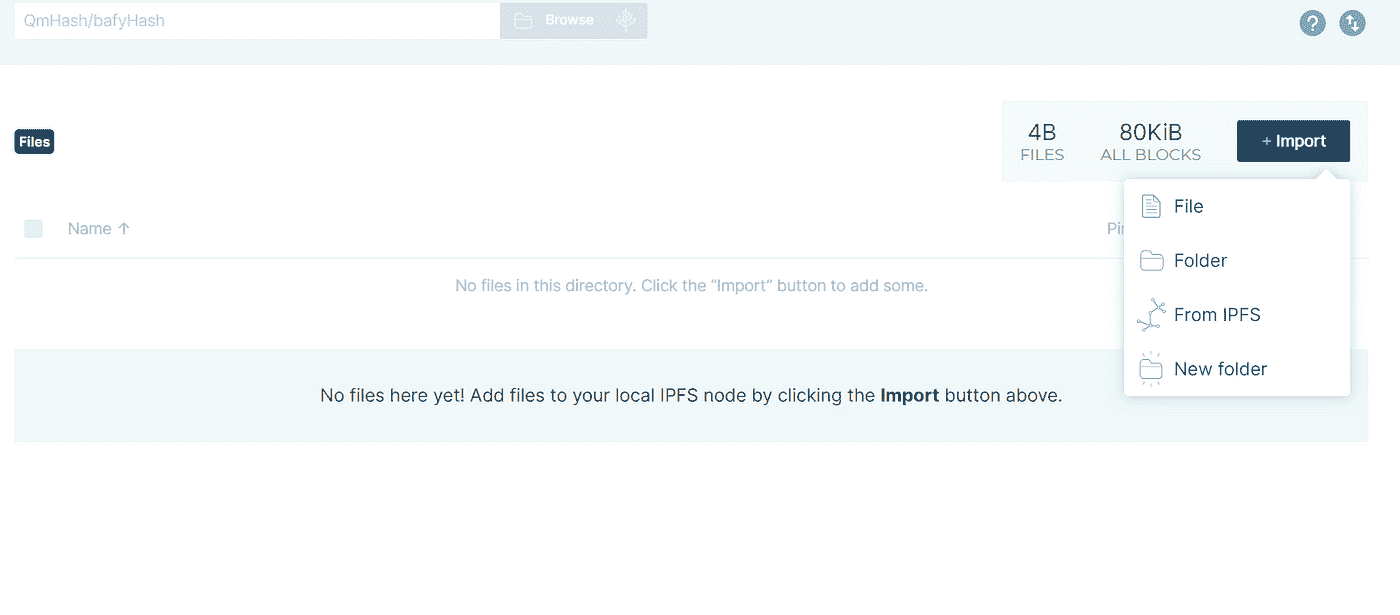 QmHash/bafyHash
Browse
?
Files
4B
FILES
80KiB
ALL BLOCKS
+ Import
Name ↑
File
Folder
From IPFS
New folder
No files in this directory. Click the “Import” button to add some.
No files here yet! Add files to your local IPFS node by clicking the Import button above.